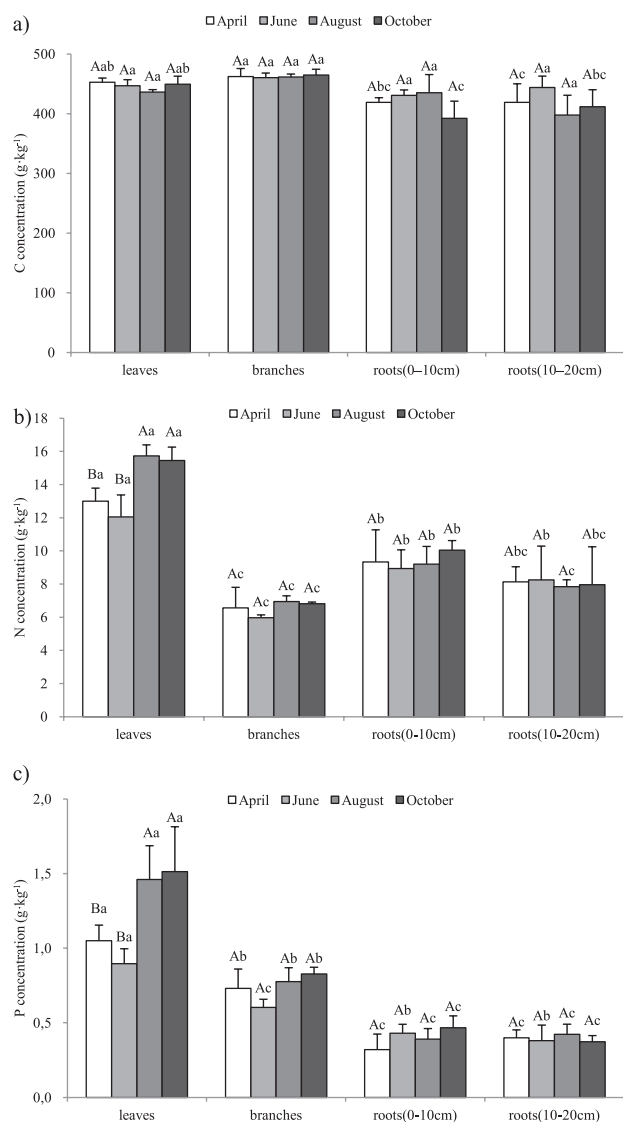 a)
April June August October
C concentration (g·kg-1)
500
400
300
200
100
0
Aab Aa Aa Aab Aa Aa Aa Aa Abc Aa Aa Ac Ac Aa Aa Abc
leaves branches roots(0–10cm) roots(10–20cm)
b)
April June August October
N concentration (g·kg-1)
18
16
14
12
10
8
6
4
2
0
Ba Ba Aa Aa Ac Ac Ac Ac Ab Ab Ab Ab Abc Ab Ac Abc
leaves branches roots(0-10cm) roots(10-20cm)
c)
April June August October
P concentration (g·kg-1)
2,0
1,5
1,0
0,5
0,0
Ba Ba Aa Aa Ab Ac Ab Ab Ac Ab Ac Ac Ac Ab Ac Ac
leaves branches roots(0-10cm) roots(10-20cm)